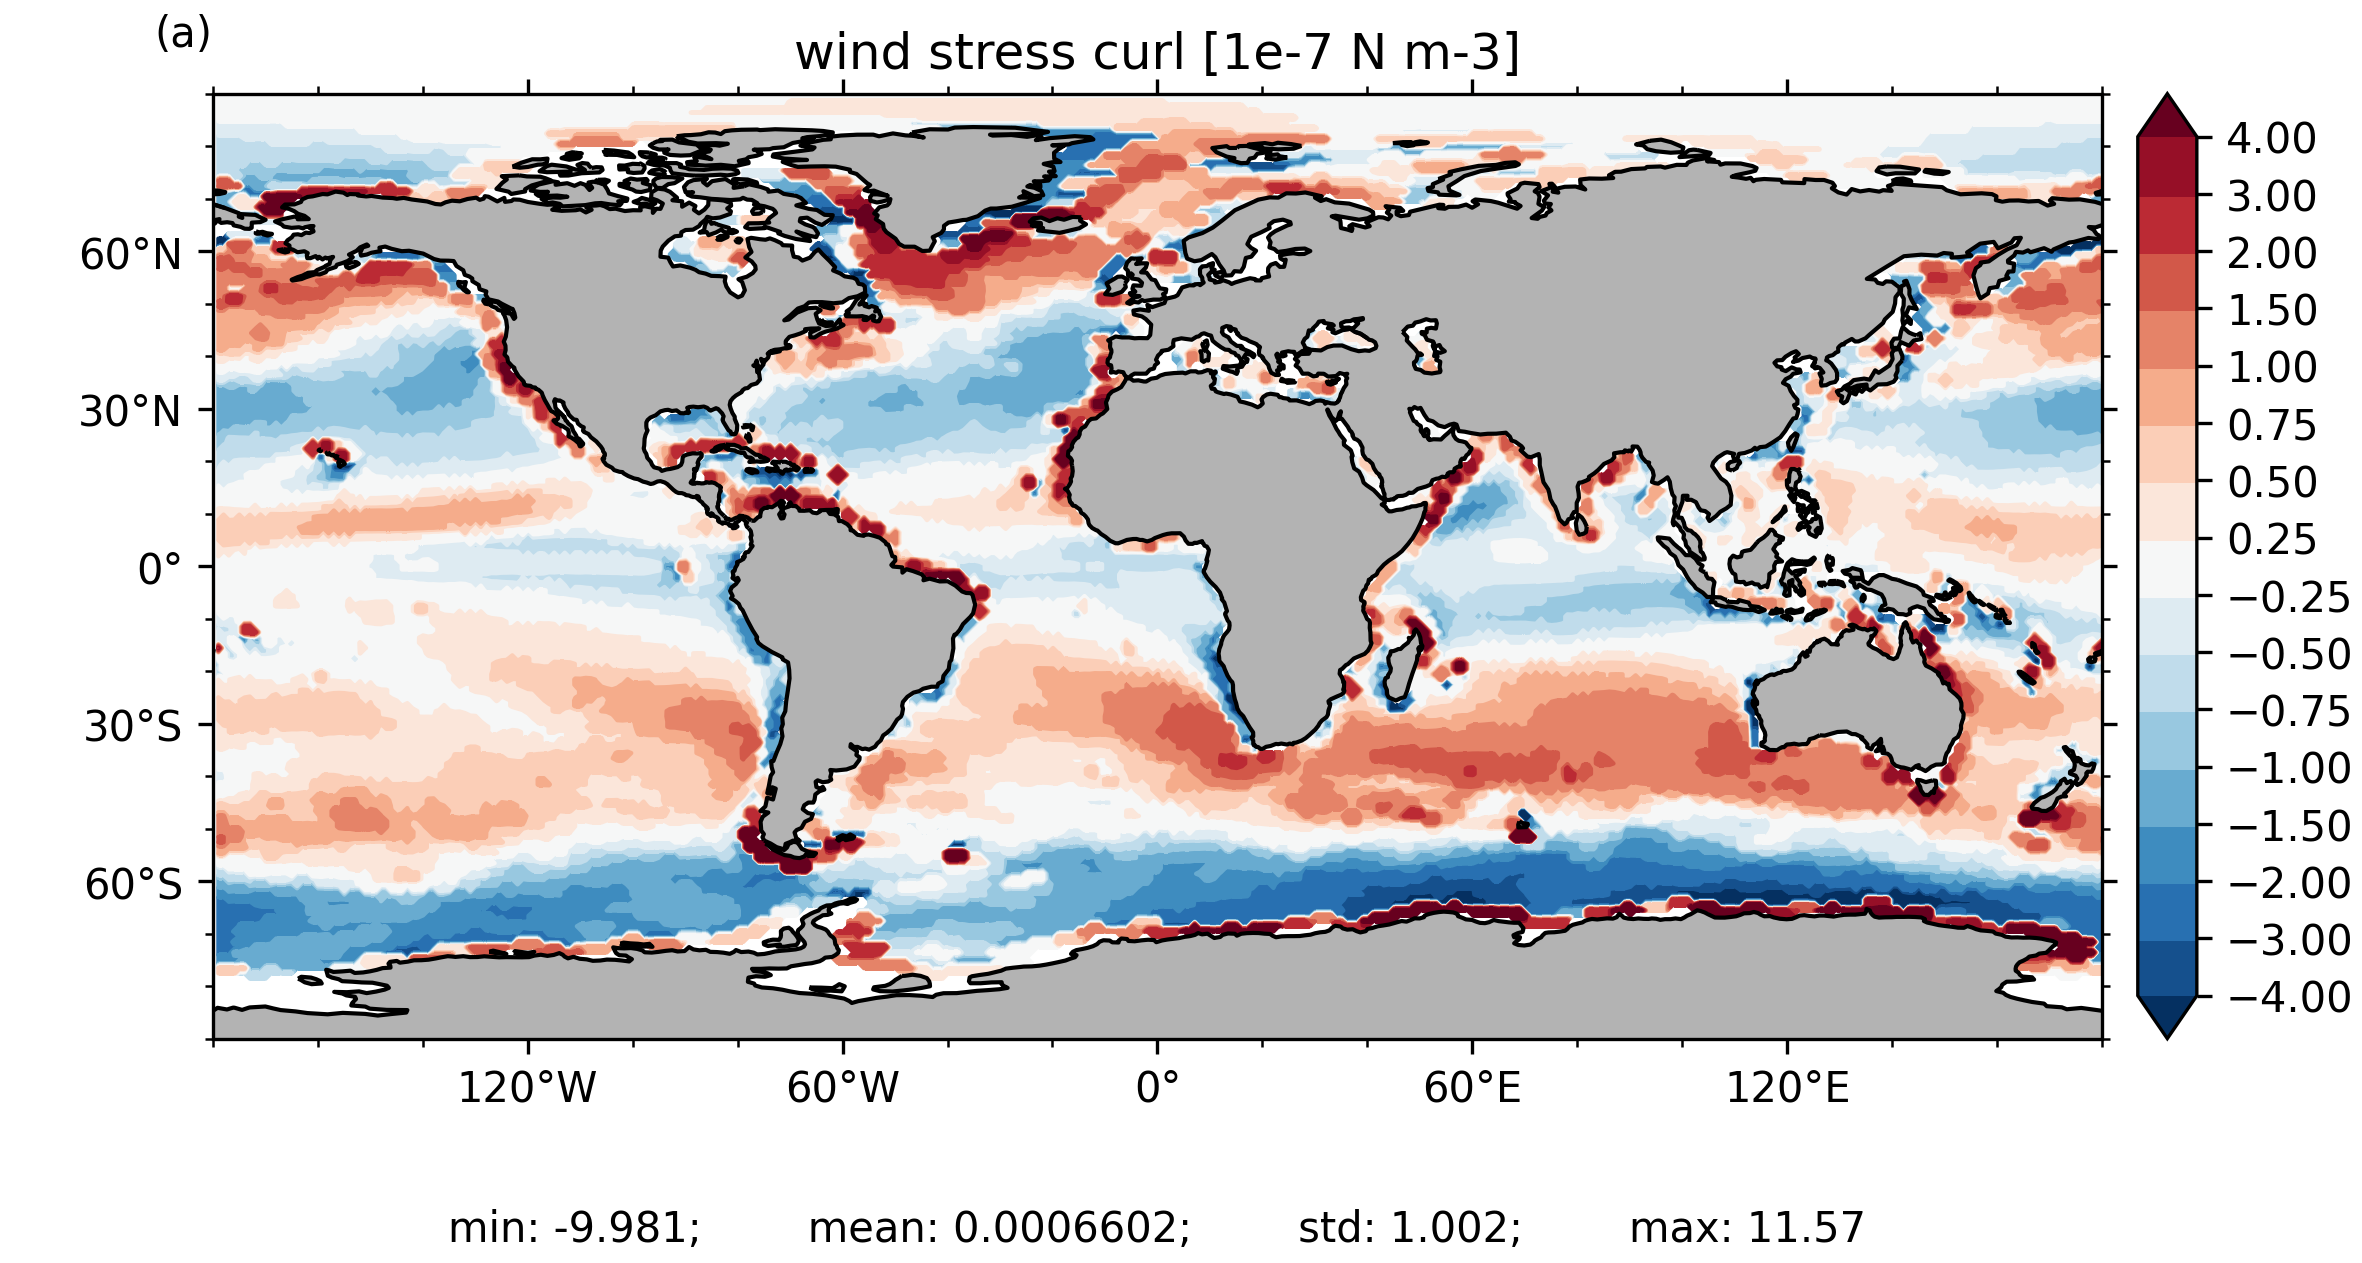 (a)
wind stress curl [1e-7 N m-3]
60°N
30°N
0°
30°S
60°S
120°W 60°W 0° 60°E 120°E
4.00
3.00
2.00
1.50
1.00
0.75
0.50
0.25
−0.25
−0.50
−0.75
−1.00
−1.50
−2.00
−3.00
−4.00
min: -9.981; mean: 0.0006602; std: 1.002; max: 11.57